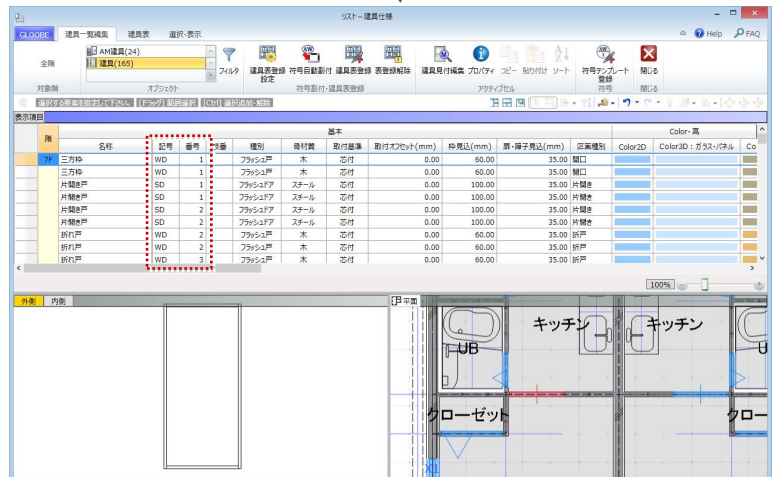 リスト－建具仕様
GLOOBE 建具一覧編集 建具表 選択・表示 Help FAQ
全階
AM建具(24)
建具(165)
フィルタ
建具表登録設定 符号自動割付 建具表登録 表登録解除
建具見付編集 プロパティ コピー 貼り付け ソート
符号テンプレート登録 閉じる
対象階 オブジェクト 符号割付・建具表登録 アクティブセル 符号 閉じる
選択する要素を指定して下さい。 [ドラッグ] 範囲選択 [Ctrl] 選択追加・解除
表示項目
階 基本 Color・高
名称 記号 番号 枝番 種別 骨材質 取付基準 取付オフセット(mm) 枠見込(mm) 扉・障子見込(mm) 区画種別 Color2D Color3D：ガラス・パネル Co
7F 三方枠 WD 1 フラッシュ戸 木 芯付 0.00 60.00 35.00 開口
三方枠 WD 1 フラッシュ戸 木 芯付 0.00 60.00 35.00 開口
片開き戸 SD 1 フラッシュドア スチール 芯付 0.00 100.00 35.00 片開き
片開き戸 SD 1 フラッシュドア スチール 芯付 0.00 100.00 35.00 片開き
片開き戸 SD 2 フラッシュドア スチール 芯付 0.00 100.00 35.00 片開き
片開き戸 SD 2 フラッシュドア スチール 芯付 0.00 100.00 35.00 片開き
折れ戸 WD 2 フラッシュ戸 木 芯付 0.00 60.00 35.00 折戸
折れ戸 WD 2 フラッシュ戸 木 芯付 0.00 60.00 35.00 折戸
折れ戸 WD 3 フラッシュ戸 木 芯付 0.00 60.00 35.00 折戸
100%
外側 内側
平面
キッチン キッチン
UB U
クローゼット クロー
X1